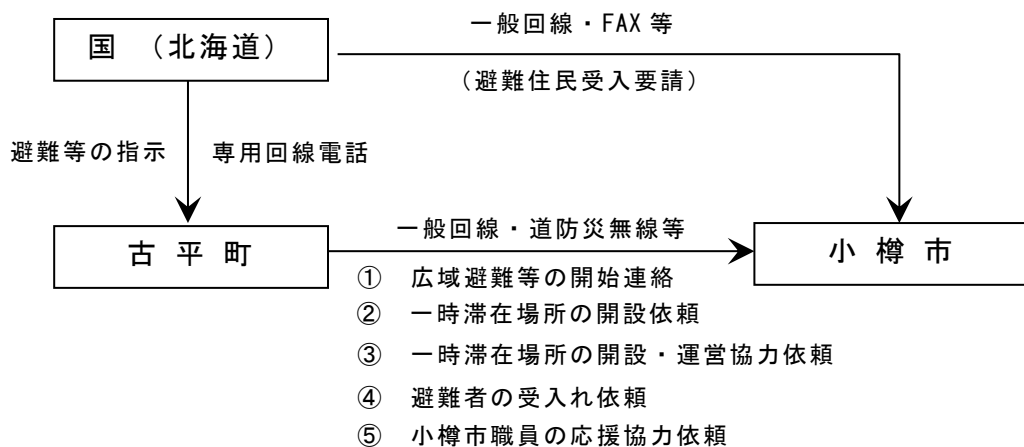 一般回線・FAX 等
国 （北海道）
（避難住民受入要請）
避難等の指示 専用回線電話
一般回線・道防災無線等
古 平 町
小 樽 市
① 広域避難等の開始連絡
② 一時滞在場所の開設依頼
③ 一時滞在場所の開設・運営協力依頼
④ 避難者の受入れ依頼
⑤ 小樽市職員の応援協力依頼